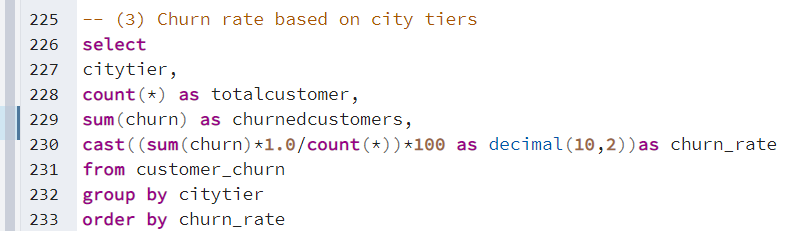 225 -- (3) Churn rate based on city tiers
226 select
227 citytier,
228 count(*) as totalcustomer,
229 sum(churn) as churnedcustomers,
230 cast((sum(churn)*1.0/count(*))*100 as decimal(10,2))as churn_rate
231 from customer_churn
232 group by citytier
233 order by churn_rate